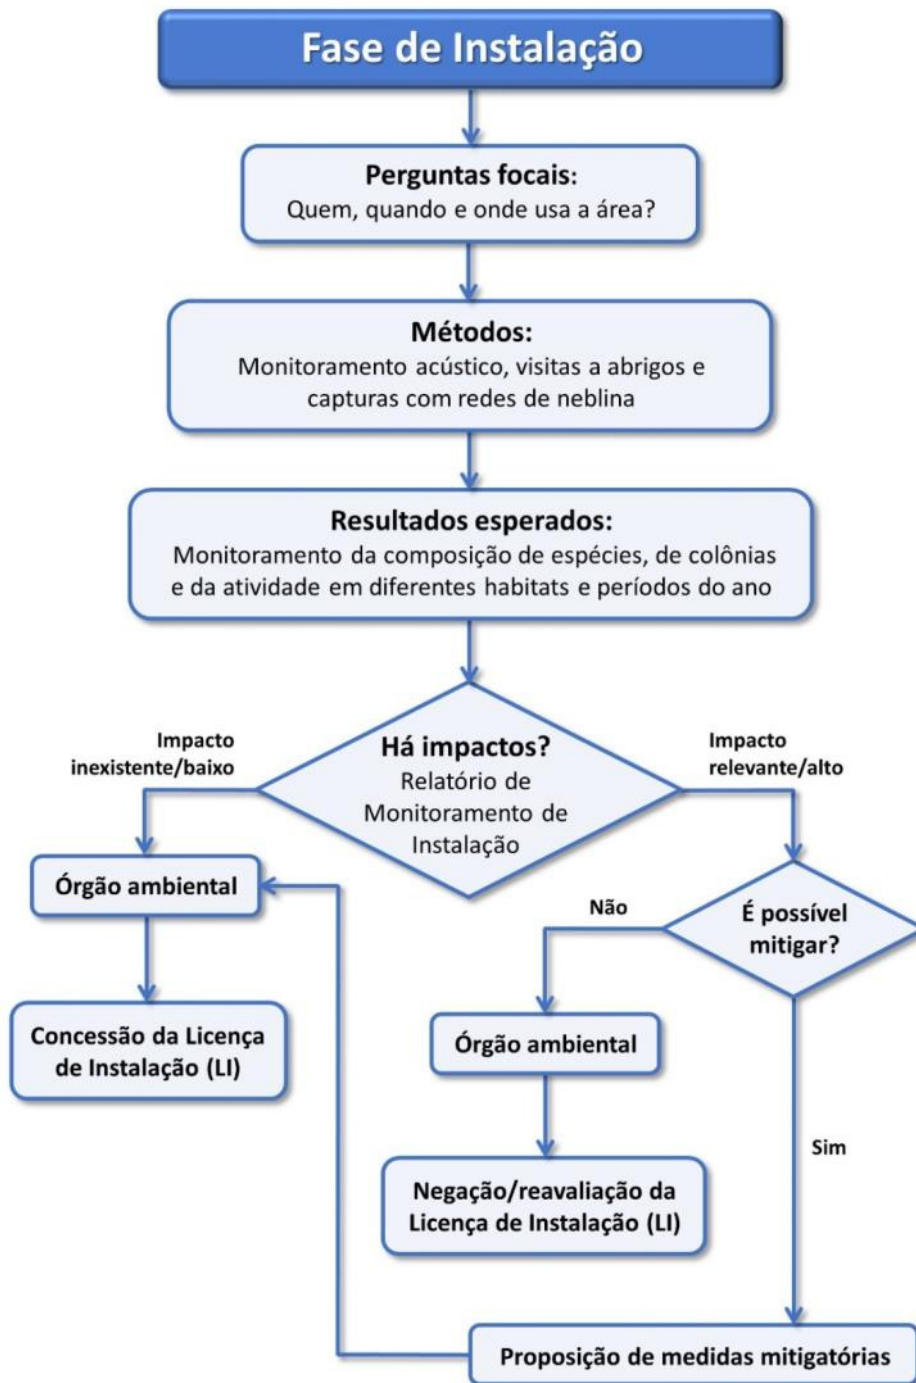 Fase de Instalação
Perguntas focais:
Quem, quando e onde usa a área?
Métodos:
Monitoramento acústico, visitas a abrigos e
capturas com redes de neblina
Resultados esperados:
Monitoramento da composição de espécies, de colônias
e da atividade em diferentes habitats e períodos do ano
Há impactos?
Relatório de
Monitoramento de
Instalação
Impacto
inexistente/baixo
Impacto
relevante/alto
Órgão ambiental
Concessão da Licença
de Instalação (LI)
É possível
mitigar?
Não
Órgão ambiental
Negação/reavaliação da
Licença de Instalação (LI)
Sim
Proposição de medidas mitigatórias